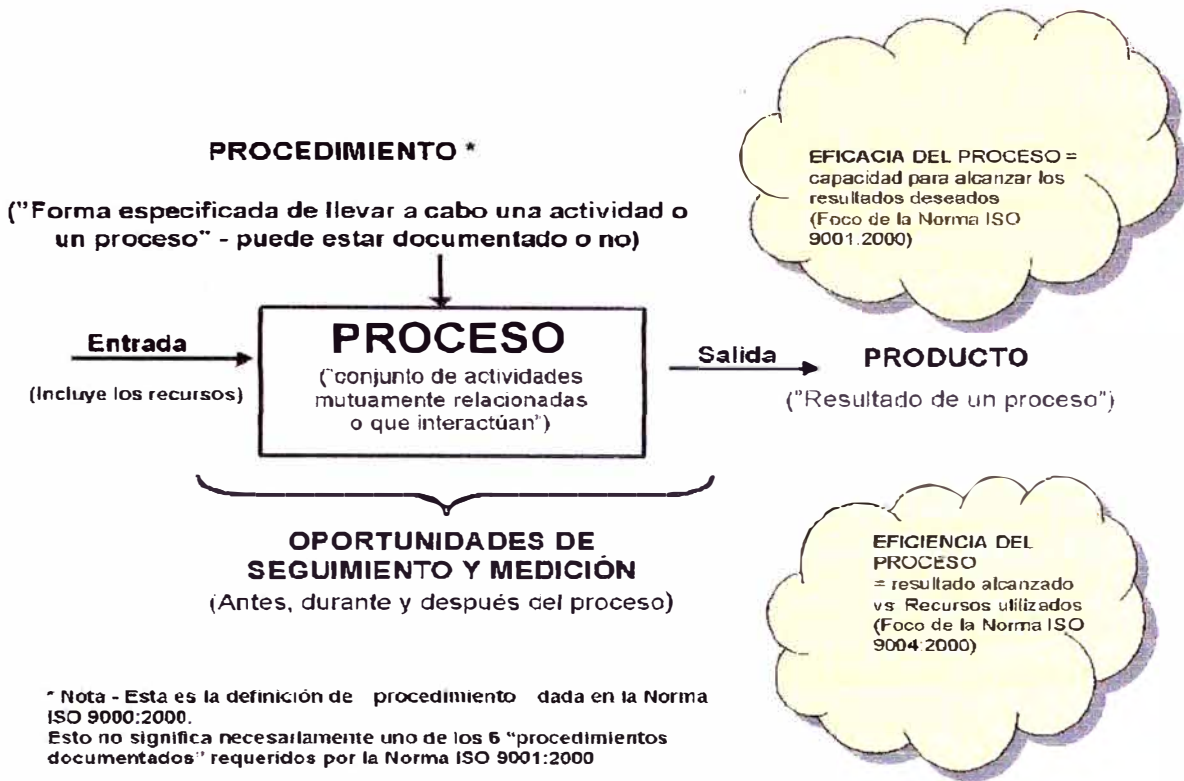 PROCEDIMIENTO *
("Forma especificada de llevar a cabo una actividad o
un proceso" - puede estar documentado o no)
EFICACIA DEL PROCESO =
capacidad para alcanzar los
resultados deseados
(Foco de la Norma ISO
9001:2000)
Entrada
(Incluye los recursos)
PROCESO
("conjunto de actividades
mutuamente relacionadas
o que interactúan")
Salida
PRODUCTO
("Resultado de un proceso")
OPORTUNIDADES DE
SEGUIMIENTO Y MEDICIÓN
(Antes, durante y después del proceso)
EFICIENCIA DEL
PROCESO
= resultado alcanzado
vs. Recursos utilizados
(Foco de la Norma ISO
9004:2000)
* Nota - Esta es la definición de procedimiento dada en la Norma
ISO 9000:2000.
Esto no significa necesariamente uno de los 6 "procedimientos
documentados" requeridos por la Norma ISO 9001:2000